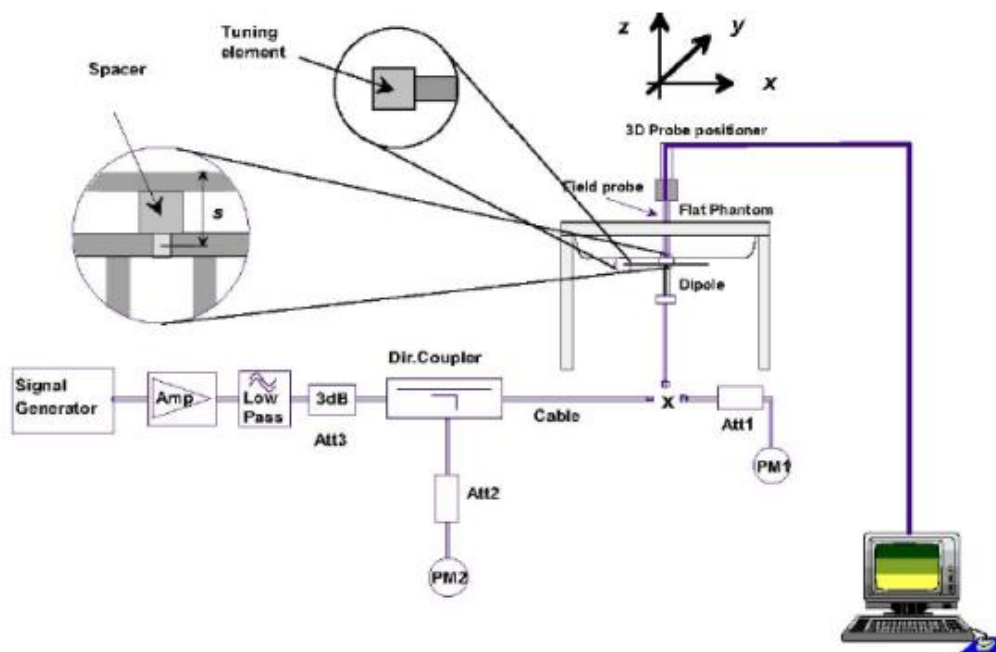 Tuning
element
Spacer
s
z
y
x
3D Probe positioner
Field probe
Flat Phantom
Dipole
Dir.Coupler
Signal
Generator
Amp
Low
Pass
3dB
Att3
Cable
x
Att1
PM1
Att2
PM2